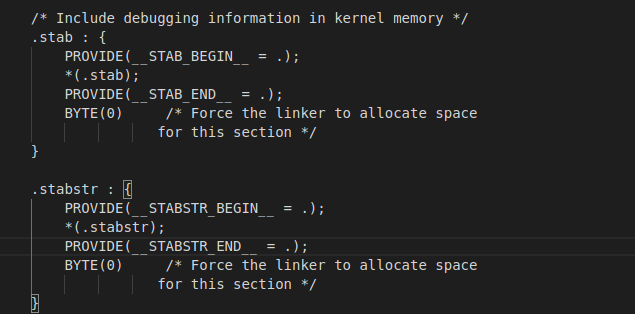 /* Include debugging information in kernel memory */
.stab : {
PROVIDE(__STAB_BEGIN__ = .);
*(.stab);
PROVIDE(__STAB_END__ = .);
BYTE(0) /* Force the linker to allocate space
for this section */
}
.stabstr : {
PROVIDE(__STABSTR_BEGIN__ = .);
*(.stabstr);
PROVIDE(__STABSTR_END__ = .);
BYTE(0) /* Force the linker to allocate space
for this section */
}